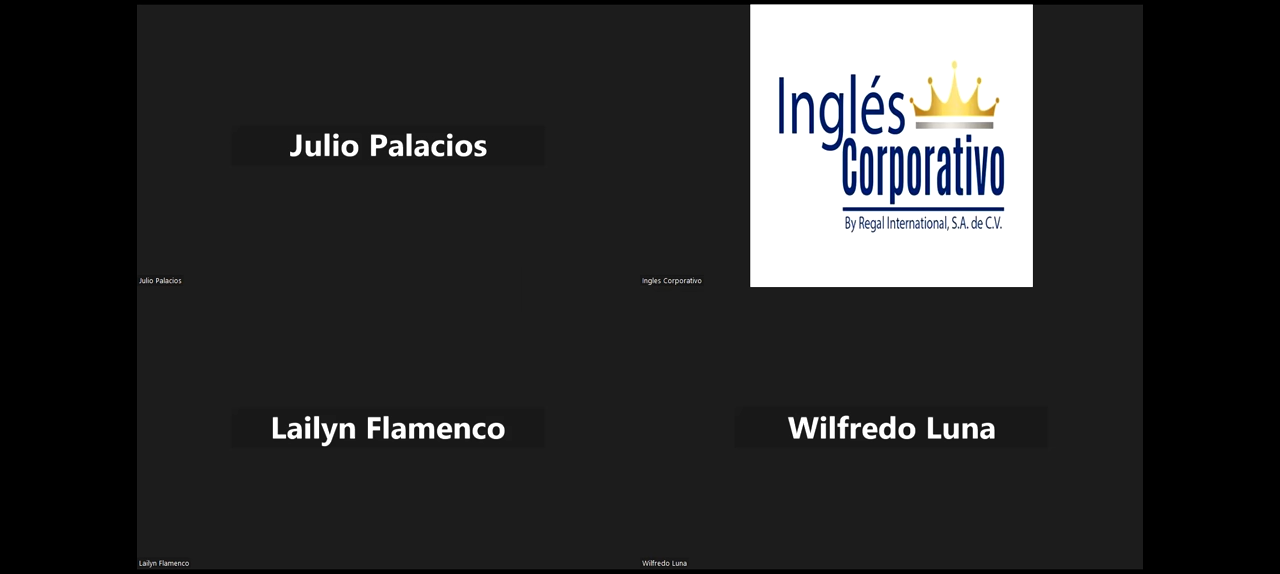 Julio Palacios
Julio Palacios
Inglés
Corporativo
By Regal International, S.A. de C.V.
Ingles Corporativo
Lailyn Flamenco
Lailyn Flamenco
Wilfredo Luna
Wilfredo Luna